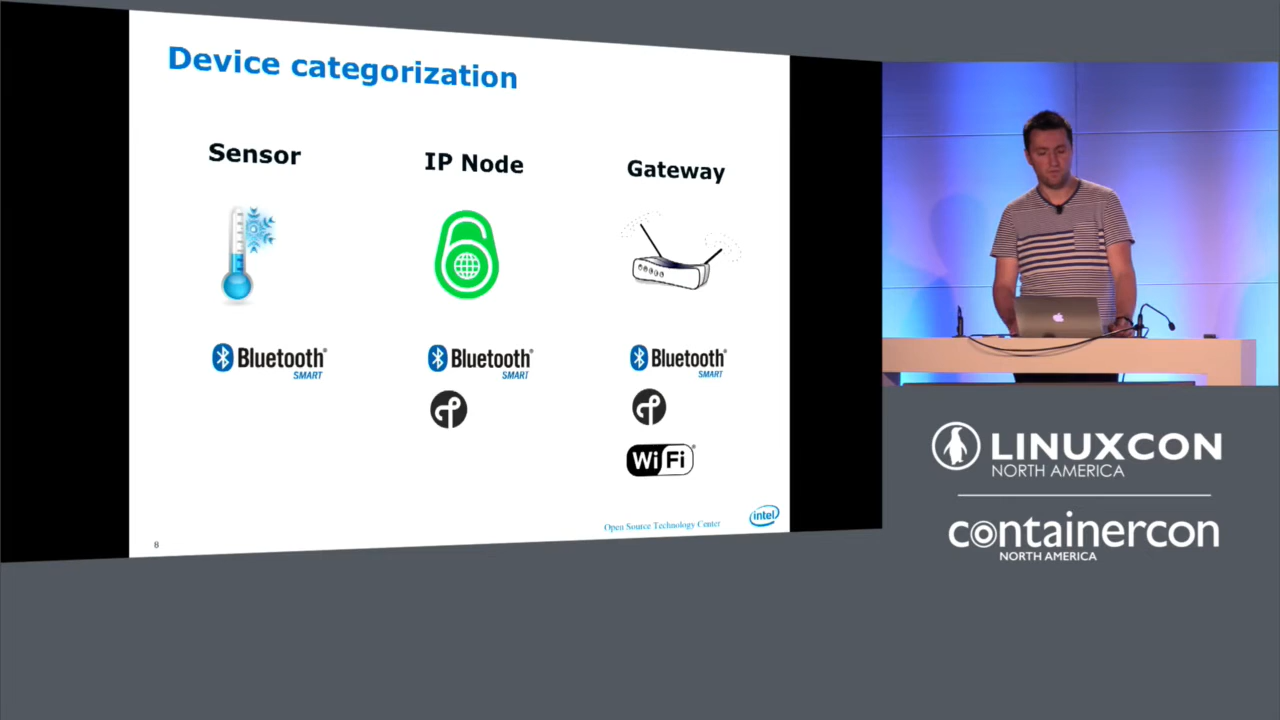 Device categorization
Sensor
IP Node
Gateway
Bluetooth®
SMART
Bluetooth®
SMART
Bluetooth®
SMART
WiFi®
Open Source Technology Center
intel
8
LINUXCON
NORTH AMERICA
containercon
NORTH AMERICA